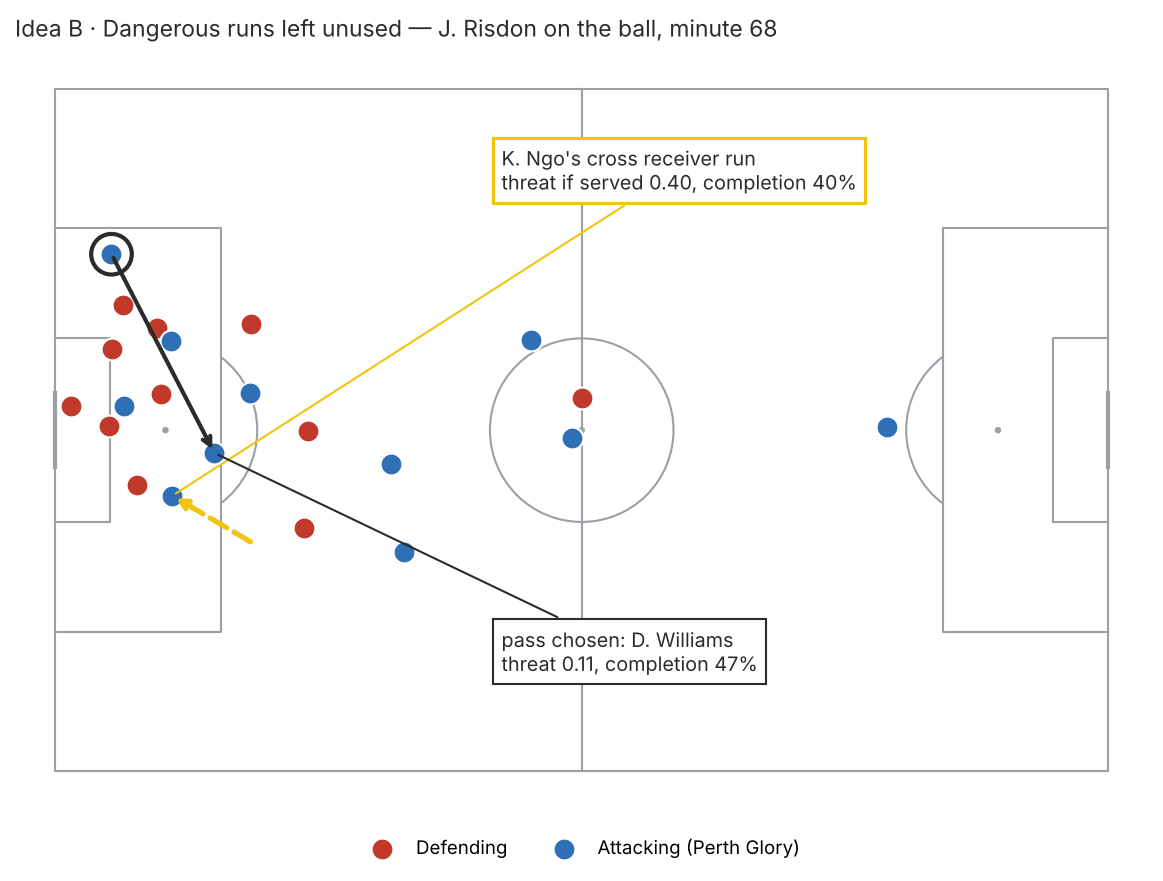 Idea B · Dangerous runs left unused — J. Risdon on the ball, minute 68
K. Ngo's cross receiver run
threat if served 0.40, completion 40%
pass chosen: D. Williams
threat 0.11, completion 47%
Defending
Attacking (Perth Glory)